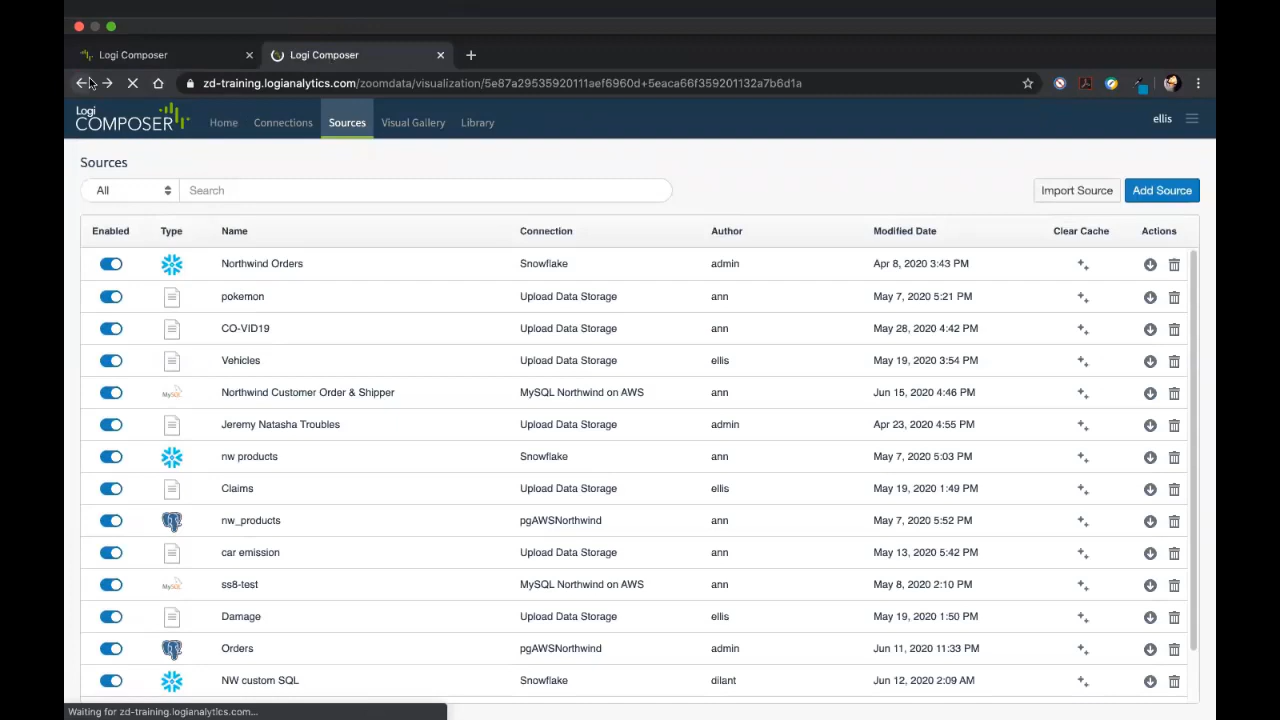 Logi Composer
Logi Composer
zd-training.logianalytics.com/zoomdata/visualization/5e87a29535920111aef6960d+5eaca66f359201132a7b6d1a
Logi
COMPOSER
Home Connections Sources Visual Gallery Library
ellis
Sources
All Search Import Source Add Source
Enabled Type Name Connection Author Modified Date Clear Cache Actions
Northwind Orders Snowflake admin Apr 8, 2020 3:43 PM
pokemon Upload Data Storage ann May 7, 2020 5:21 PM
CO-VID19 Upload Data Storage ann May 28, 2020 4:42 PM
Vehicles Upload Data Storage ellis May 19, 2020 3:54 PM
MySQL Northwind Customer Order & Shipper MySQL Northwind on AWS ann Jun 15, 2020 4:46 PM
Jeremy Natasha Troubles Upload Data Storage admin Apr 23, 2020 4:55 PM
nw products Snowflake ann May 7, 2020 5:03 PM
Claims Upload Data Storage ellis May 19, 2020 1:49 PM
nw_products pgAWSNorthwind ann May 7, 2020 5:52 PM
car emission Upload Data Storage ann May 13, 2020 5:42 PM
MySQL ss8-test MySQL Northwind on AWS ann May 8, 2020 2:10 PM
Damage Upload Data Storage ellis May 19, 2020 1:50 PM
Orders pgAWSNorthwind admin Jun 11, 2020 11:33 PM
NW custom SQL Snowflake dilant Jun 12, 2020 2:09 AM
Waiting for zd-training.logianalytics.com...